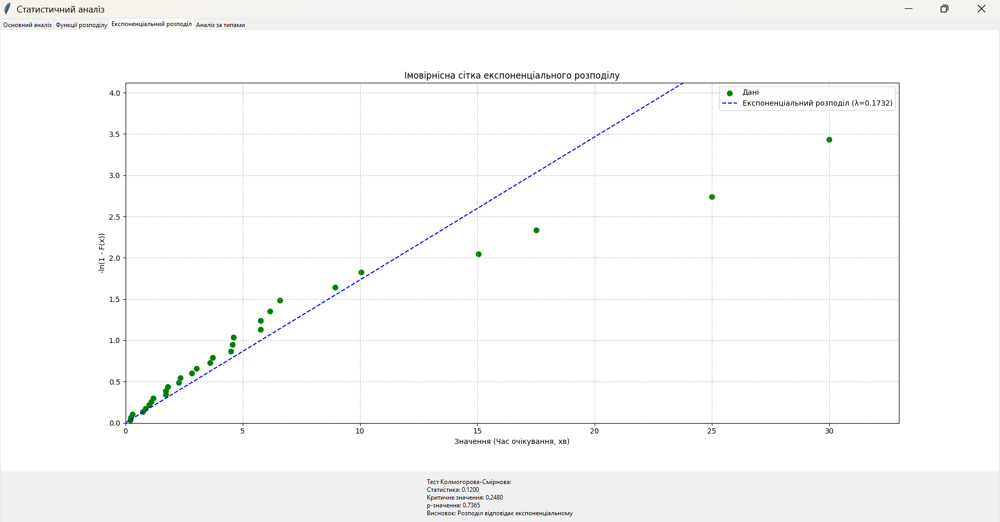 Статистичний аналіз
Основний аналіз Функції розподілу Експоненціальний розподіл Аналіз за типами
Імовірнісна сітка експоненціального розподілу
Дані
Експоненціальний розподіл (λ=0.1732)
4.0
3.5
3.0
2.5
2.0
1.5
1.0
0.5
0.0
-ln(1 - F(x))
0 5 10 15 20 25 30
Значення (Час очікування, хв)
Тест Колмогорова-Смірнова:
Статистика: 0.1200
Критичне значення: 0.2480
p-значення: 0.7365
Висновок: Розподіл відповідає експоненціальному